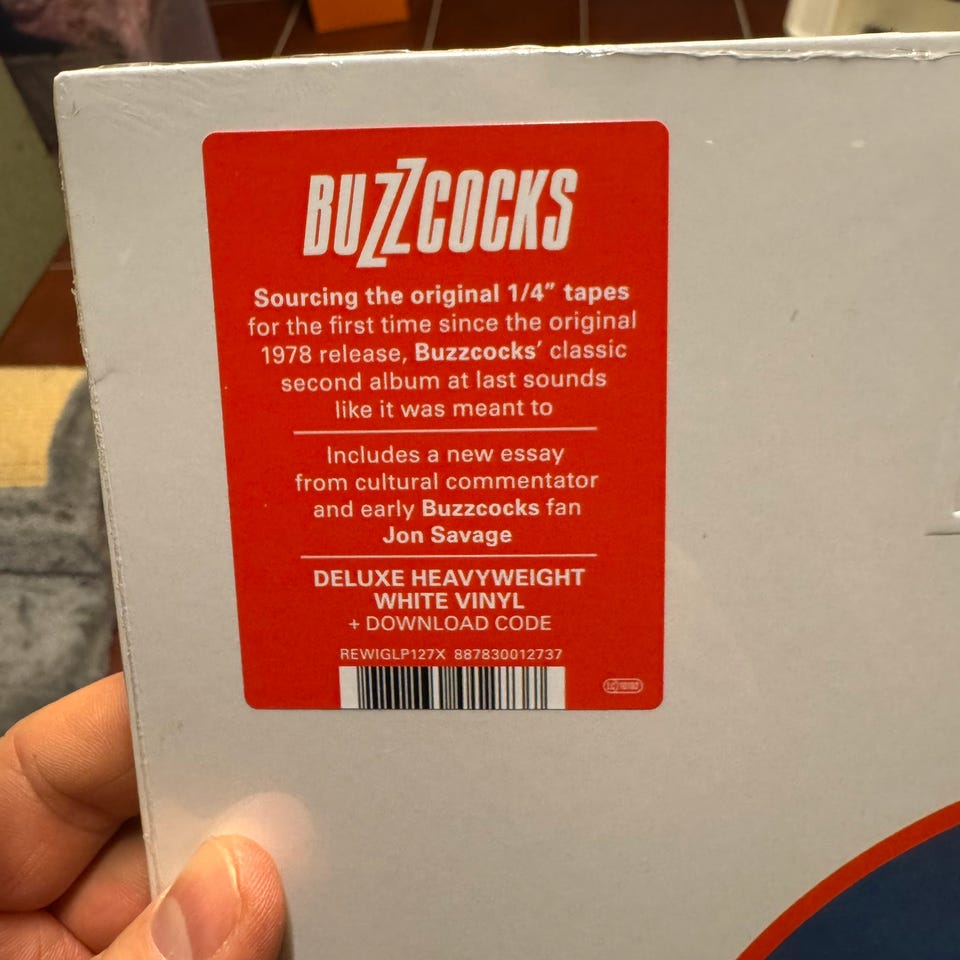 BUZZCOCKS
Sourcing the original 1/4” tapes
for the first time since the original
1978 release, Buzzcocks’ classic
second album at last sounds
like it was meant to
Includes a new essay
from cultural commentator
and early Buzzcocks fan
Jon Savage
DELUXE HEAVYWEIGHT
WHITE VINYL
+ DOWNLOAD CODE
REWIGLP127X 887830012737